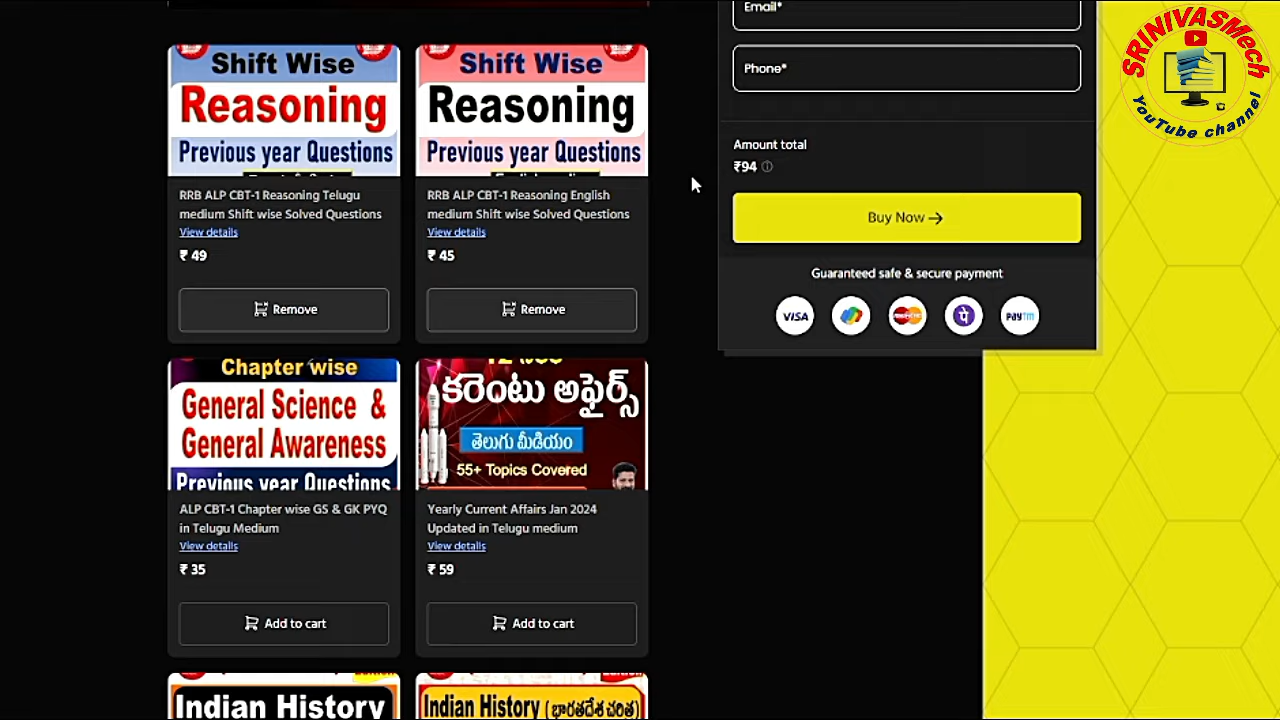 Shift Wise
Reasoning
Previous year Questions
RRB ALP CBT-1 Reasoning Telugu
medium Shift wise Solved Questions
View details
₹ 49
Remove
Shift Wise
Reasoning
Previous year Questions
RRB ALP CBT-1 Reasoning English
medium Shift wise Solved Questions
View details
₹ 45
Remove
Chapter wise
General Science &
General Awareness
Previous year Questions
ALP CBT-1 Chapter wise GS & GK PYQ
in Telugu Medium
View details
₹ 35
Add to cart
కరెంటు అఫైర్స్
తెలుగు మీడియం
55+ Topics Covered
Yearly Current Affairs Jan 2024
Updated in Telugu medium
View details
₹ 59
Add to cart
Indian History
Indian History (భారతదేశ చరిత్ర)
Email*
Phone*
Amount total
₹94
Buy Now →
Guaranteed safe & secure payment
VISA
paytm
SRINIVASMech
YouTube channel